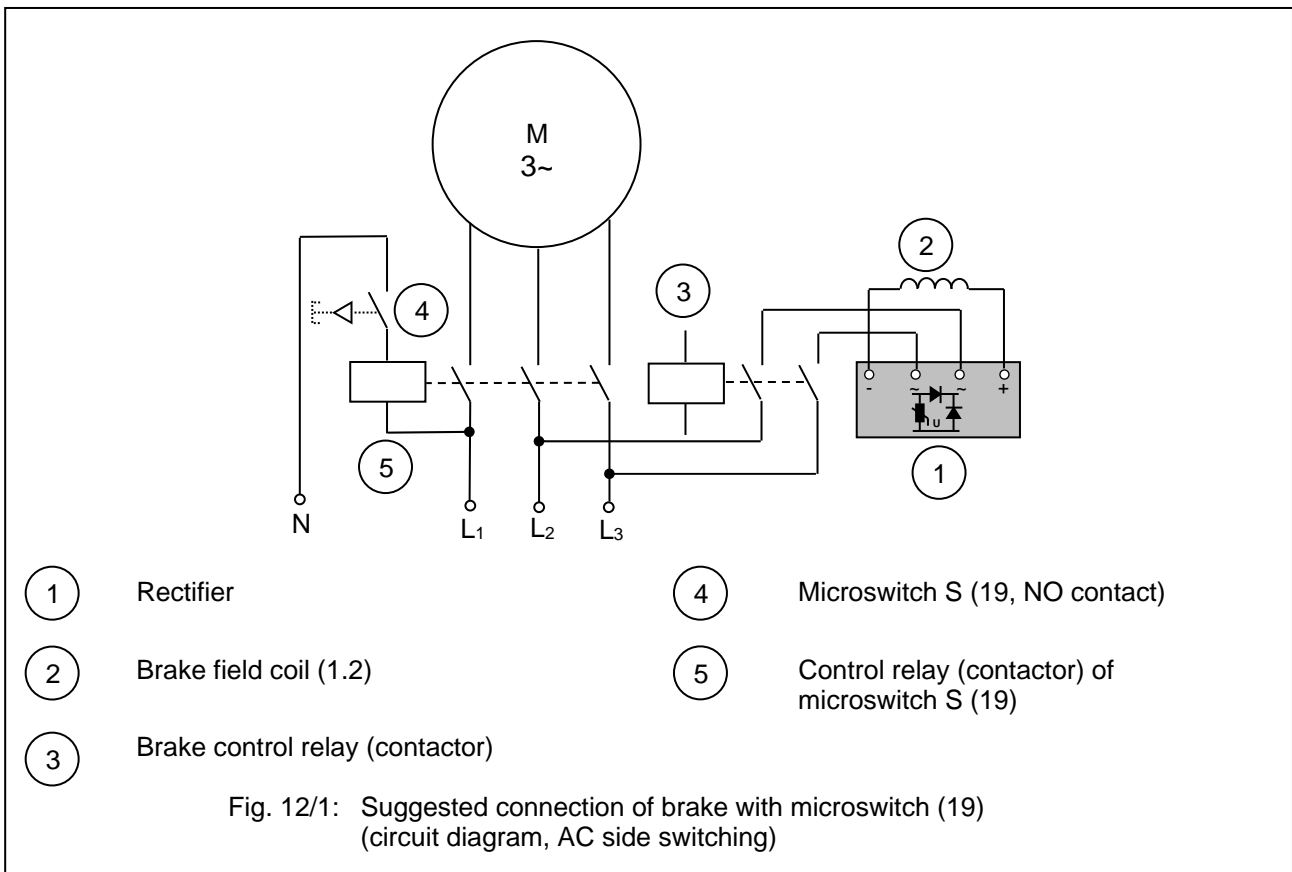 M
3~
2
3
4
- ~ ~ +
U
5
1
N
L1 L2 L3
1 Rectifier
4 Microswitch S (19, NO contact)
2 Brake field coil (1.2)
5 Control relay (contactor) of
microswitch S (19)
3 Brake control relay (contactor)
Fig. 12/1: Suggested connection of brake with microswitch (19)
(circuit diagram, AC side switching)